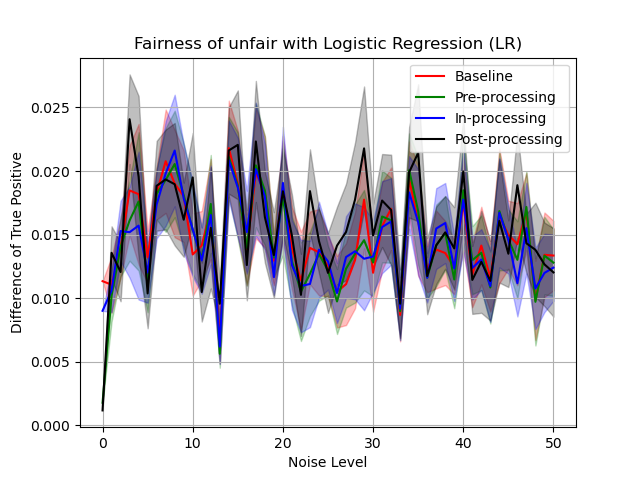 Fairness of unfair with Logistic Regression (LR)
Baseline
Pre-processing
In-processing
Post-processing
Difference of True Positive
0.025
0.020
0.015
0.010
0.005
0.000
0 10 20 30 40 50
Noise Level